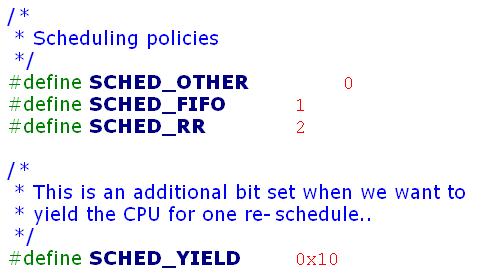 /*
 * Scheduling policies
 */
#define SCHED_OTHER 0
#define SCHED_FIFO 1
#define SCHED_RR 2

/*
 * This is an additional bit set when we want to
 * yield the CPU for one re-schedule..
 */
#define SCHED_YIELD 0x10